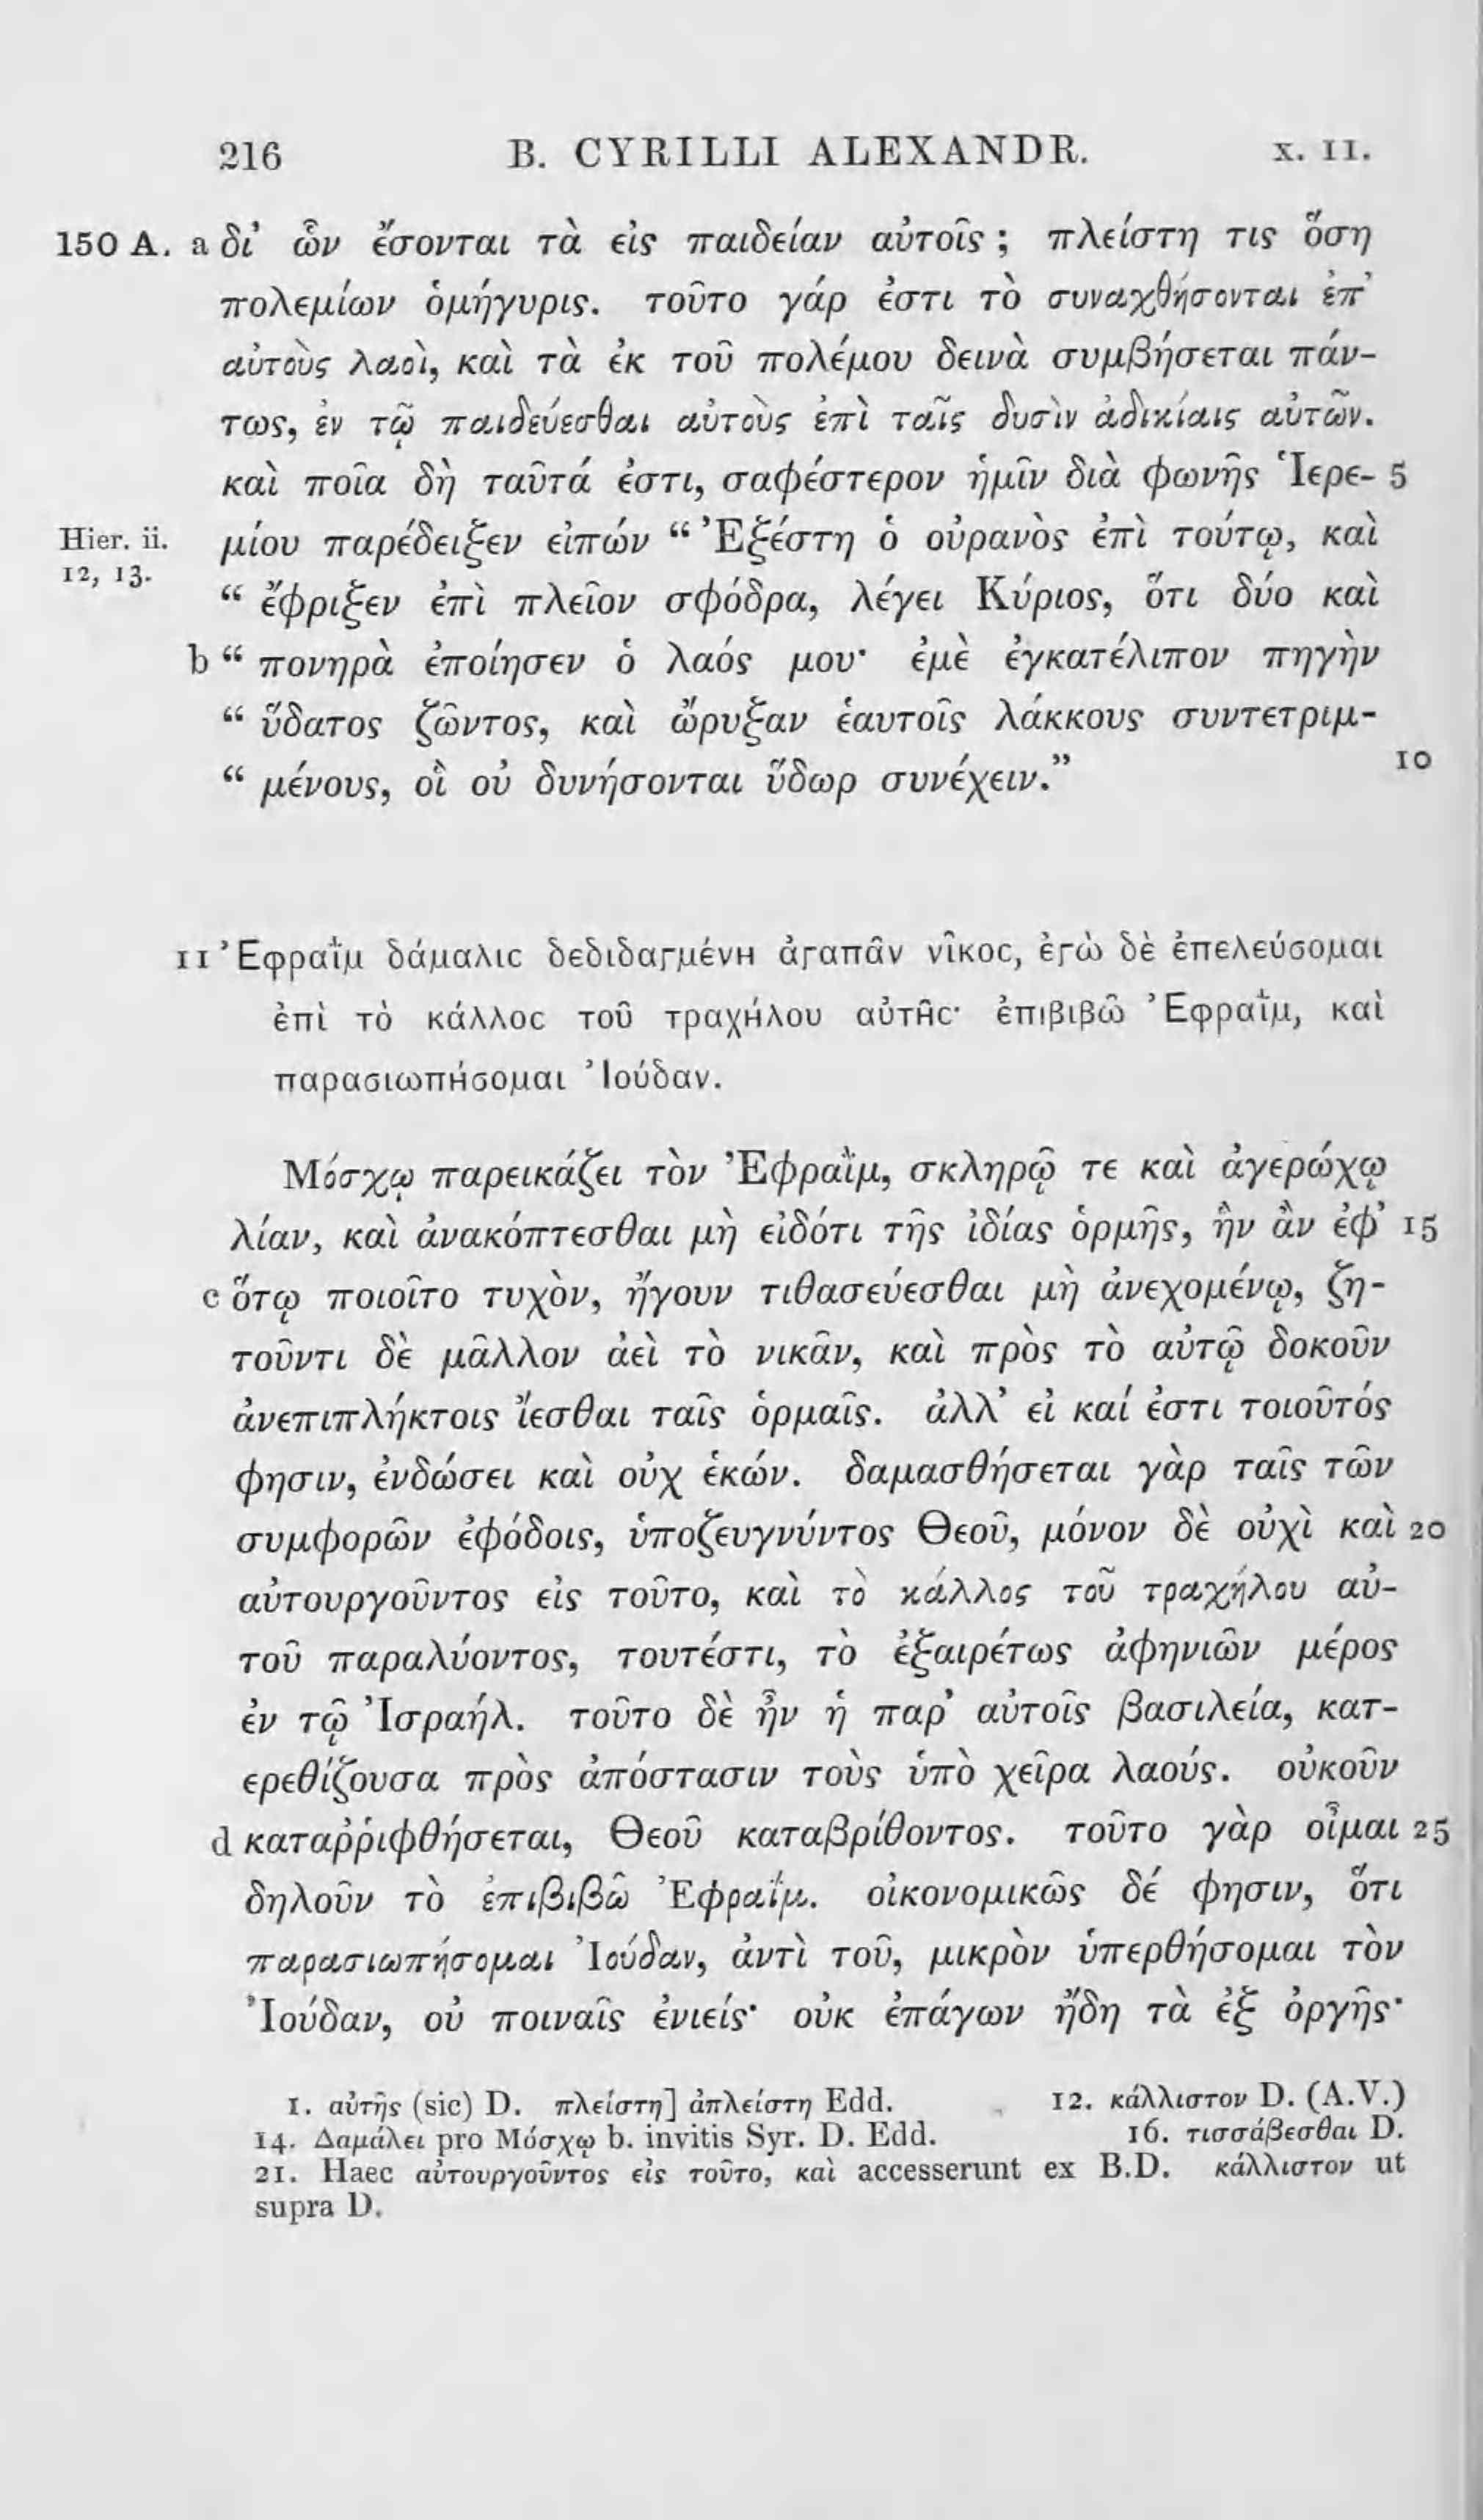 216 B. CYRILLI ALEXANDR. X. II.
150 A. a δι’ ὧν ἔσονται τὰ εἰς παιδείαν αὐτοῖς ; πλείστη τις ὅση
πολεμίων ὁμήγυρις. τοῦτο γάρ ἐστι τὸ συναχθήσονται ἐπ’
αὐτοὺς λαοὶ, καὶ τὰ ἐκ τοῦ πολέμου δεινὰ συμβήσεται πάν-
τως, ἐν τῷ παιδεύεσθαι αὐτοὺς ἐπὶ ταῖς δυσὶν ἀδικίαις αὐτῶν.
καὶ ποῖα δὴ ταῦτά ἐστι, σαφέστερον ἡμῖν διὰ φωνῆς Ἱερε- 5
Hier. ii. 12, 13. μίου παρέδειξεν εἰπών “ Ἐξέστη ὁ οὐρανὸς ἐπὶ τούτῳ, καὶ
“ ἔφριξεν ἐπὶ πλεῖον σφόδρα, λέγει Κύριος, ὅτι δύο καὶ
b “ πονηρὰ ἐποίησεν ὁ λαός μου· ἐμὲ ἐγκατέλιπον πηγὴν
“ ὕδατος ζῶντος, καὶ ὤρυξαν ἑαυτοῖς λάκκους συντετριμ-
“ μένους, οἳ οὐ δυνήσονται ὕδωρ συνέχειν.” 10
11 Ἐφραῒμ δάμαλις δεδιδαγμένη ἀγαπᾶν νῖκος, ἐγὼ δὲ ἐπελεύσομαι
ἐπὶ τὸ κάλλος τοῦ τραχήλου αὐτῆς· ἐπιβιβῶ Ἐφραῒμ, καὶ
παρασιωπήσομαι Ἰούδαν.
Μόσχῳ παρεικάζει τὸν Ἐφραῒμ, σκληρῷ τε καὶ ἀγερώχῳ
λίαν, καὶ ἀνακόπτεσθαι μὴ εἰδότι τῆς ἰδίας ὁρμῆς, ἣν ἂν ἐφ’ 15
c ὅτῳ ποιοῖτο τυχὸν, ἤγουν τιθασεύεσθαι μὴ ἀνεχομένῳ, ζη-
τοῦντι δὲ μᾶλλον ἀεὶ τὸ νικᾶν, καὶ πρὸς τὸ αὐτῷ δοκοῦν
ἀνεπιπλήκτοις ἵεσθαι ταῖς ὁρμαῖς. ἀλλ’ εἰ καί ἐστι τοιοῦτός
φησιν, ἐνδώσει καὶ οὐχ ἑκών. δαμασθήσεται γὰρ ταῖς τῶν
συμφορῶν ἐφόδοις, ὑποζευγνύντος Θεοῦ, μόνον δὲ οὐχὶ καὶ 20
αὐτουργοῦντος εἰς τοῦτο, καὶ τὸ κάλλος τοῦ τραχήλου αὐ-
τοῦ παραλύοντος, τουτέστι, τὸ ἐξαιρέτως ἀφηνιῶν μέρος
ἐν τῷ Ἰσραήλ. τοῦτο δὲ ἦν ἡ παρ’ αὐτοῖς βασιλεία, κατ-
ερεθίζουσα πρὸς ἀπόστασιν τοὺς ὑπὸ χεῖρα λαούς. οὐκοῦν
d καταῤῥιφθήσεται, Θεοῦ καταβρίθοντος. τοῦτο γὰρ οἶμαι 25
δηλοῦν τὸ ἐπιβιβῶ Ἐφραΐμ. οἰκονομικῶς δέ φησιν, ὅτι
παρασιωπήσομαι Ἰούδαν, ἀντὶ τοῦ, μικρὸν ὑπερθήσομαι τὸν
Ἰούδαν, οὐ ποιναῖς ἐνιείς· οὐκ ἐπάγων ἤδη τὰ ἐξ ὀργῆς·
1. αὐτῆς (sic) D. πλείστη] ἀπλείστη Edd. 12. κάλλιστον D. (A.V.)
14. Δαμάλει pro Μόσχῳ b. invitis Syr. D. Edd. 16. τισσάβεσθαι D.
21. Haec αὐτουργοῦντος εἰς τοῦτο, καὶ accesserunt ex B.D. κάλλιστον ut
supra D.